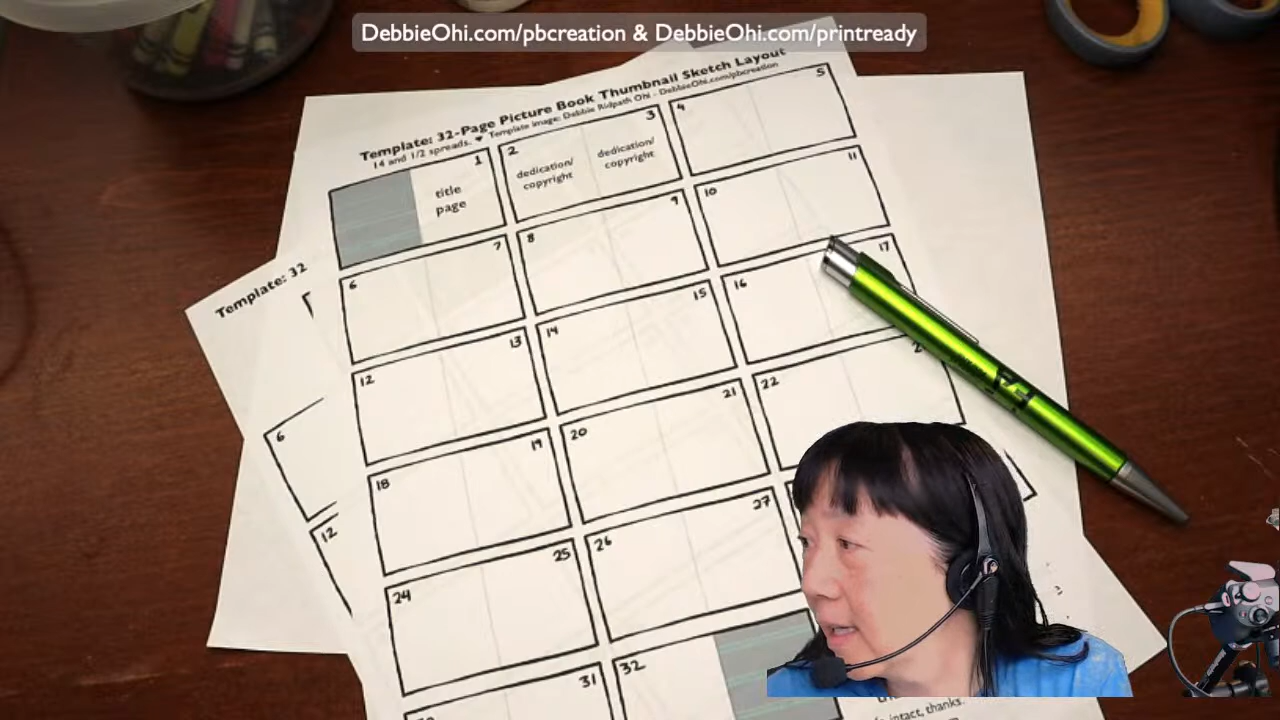 DebbieOhi.com/pbcreation & DebbieOhi.com/printready
Template: 32-Page Picture Book Thumbnail Sketch Layout
14 and 1/2 spreads. ♥ Template image: Debbie Ridpath Ohi - DebbieOhi.com/pbcreation
1
title
page
2 3
dedication/ dedication/
copyright copyright
4 5
6 7
8 9
10 11
12 13
14 15
16 17
18 19
20 21
22
24 25
26 27
31
32
intact, thanks.
Template: 32
6
12